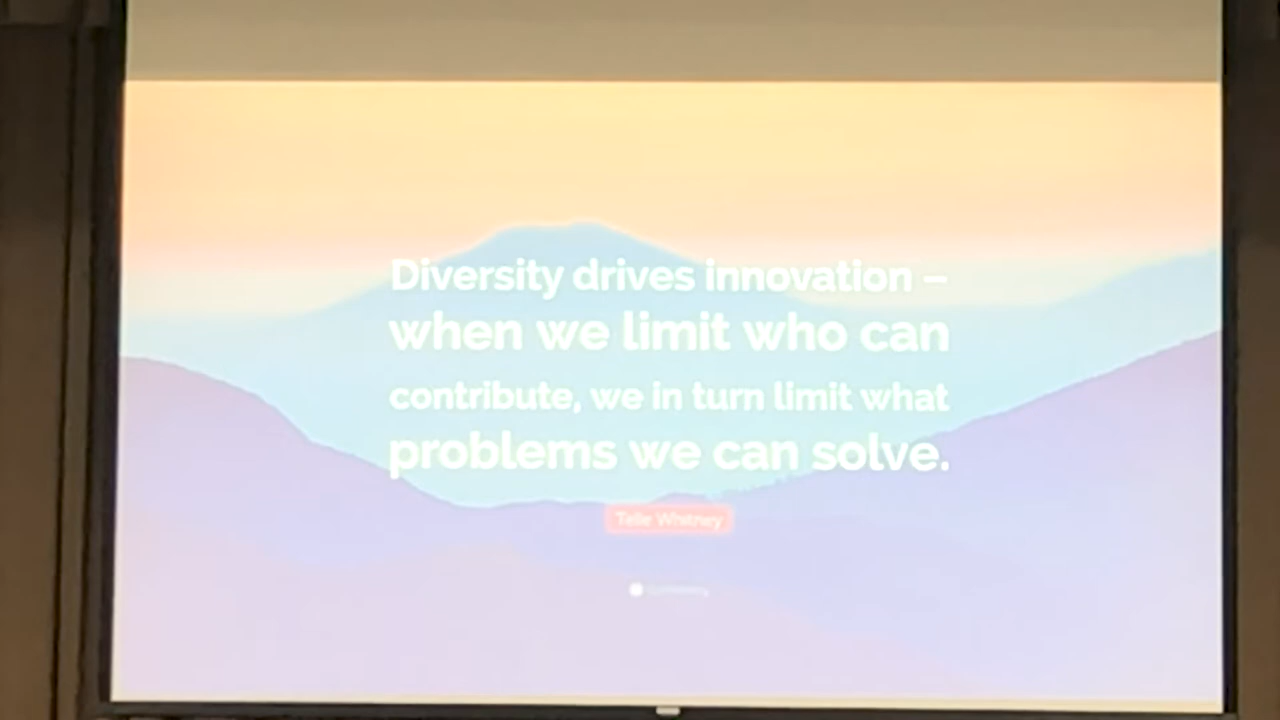 Diversity drives innovation –
when we limit who can
contribute, we in turn limit what
problems we can solve.
Telle Whitney